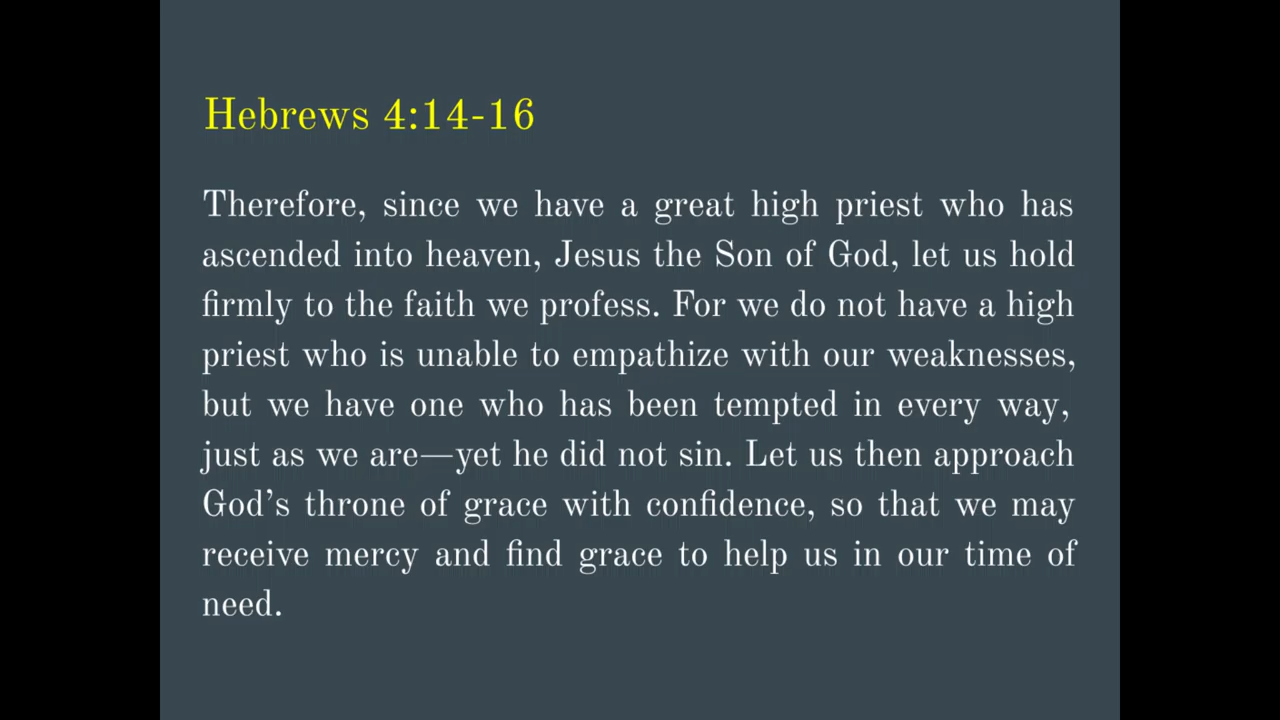 Hebrews 4:14-16
Therefore, since we have a great high priest who has
ascended into heaven, Jesus the Son of God, let us hold
firmly to the faith we profess. For we do not have a high
priest who is unable to empathize with our weaknesses,
but we have one who has been tempted in every way,
just as we are—yet he did not sin. Let us then approach
God’s throne of grace with confidence, so that we may
receive mercy and find grace to help us in our time of
need.